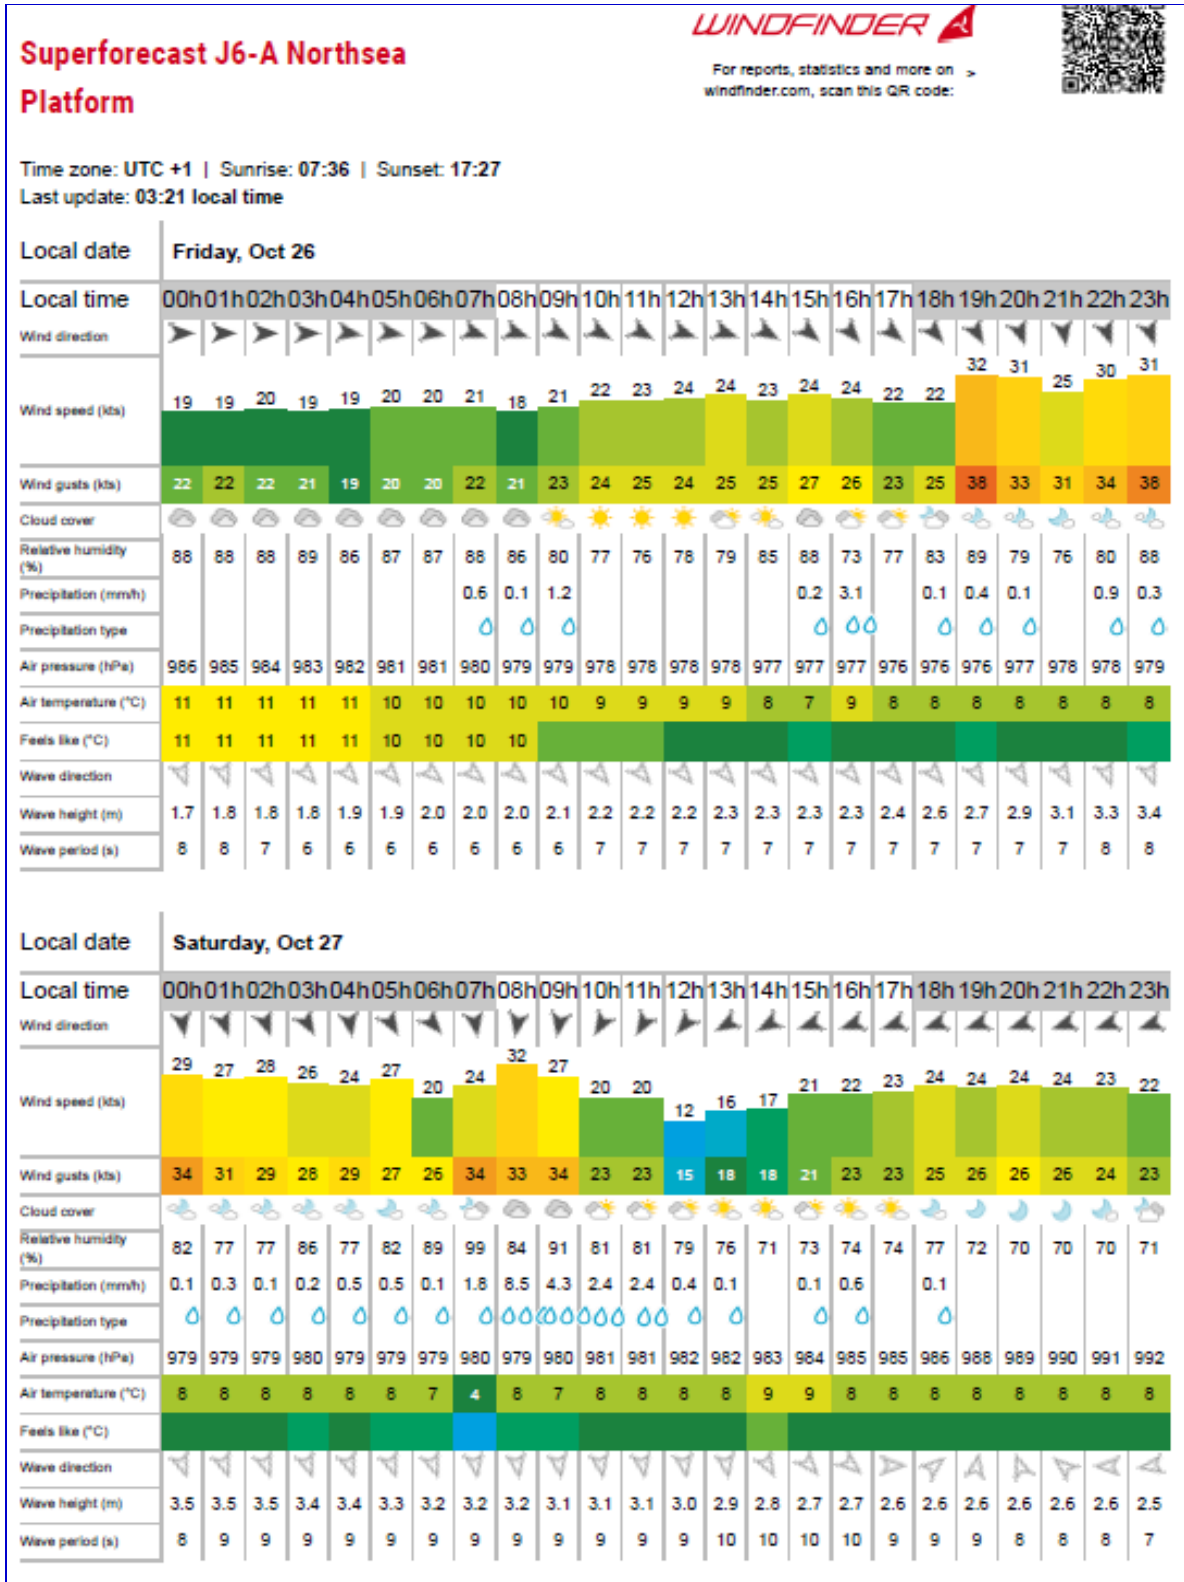 WINDFINDER
Superforecast J6-A Northsea
Platform
For reports, statistics and more on >
windfinder.com, scan this QR code:
Time zone: UTC +1 | Sunrise: 07:36 | Sunset: 17:27
Last update: 03:21 local time
Local date Friday, Oct 26
Local time 00h 01h 02h 03h 04h 05h 06h 07h 08h 09h 10h 11h 12h 13h 14h 15h 16h 17h 18h 19h 20h 21h 22h 23h
Wind direction
Wind speed (kts) 19 19 20 19 19 20 20 21 18 21 22 23 24 24 23 24 24 22 22 32 31 25 30 31
Wind gusts (kts) 22 22 22 21 19 20 20 22 21 23 24 25 24 25 25 27 26 23 25 38 33 31 34 38
Cloud cover
Relative humidity
(%) 88 88 88 89 86 87 87 88 86 80 77 76 78 79 85 88 73 77 83 89 79 76 80 88
Precipitation (mm/h) 0.6 0.1 1.2 0.2 3.1 0.1 0.4 0.1 0.9 0.3
Precipitation type
Air pressure (hPa) 986 985 984 983 982 981 981 980 979 979 978 978 978 978 977 977 977 976 976 976 977 978 978 979
Air temperature (°C) 11 11 11 11 11 10 10 10 10 10 9 9 9 9 8 7 9 8 8 8 8 8 8 8
Feels like (°C) 11 11 11 11 11 10 10 10 10
Wave direction
Wave height (m) 1.7 1.8 1.8 1.8 1.9 1.9 2.0 2.0 2.0 2.1 2.2 2.2 2.2 2.3 2.3 2.3 2.3 2.4 2.6 2.7 2.9 3.1 3.3 3.4
Wave period (s) 8 8 7 6 6 6 6 6 6 6 7 7 7 7 7 7 7 7 7 7 7 7 8 8
Local date Saturday, Oct 27
Local time 00h 01h 02h 03h 04h 05h 06h 07h 08h 09h 10h 11h 12h 13h 14h 15h 16h 17h 18h 19h 20h 21h 22h 23h
Wind direction
Wind speed (kts) 29 27 28 26 24 27 20 24 32 27 20 20 12 16 17 21 22 23 24 24 24 24 23 22
Wind gusts (kts) 34 31 29 28 29 27 26 34 33 34 23 23 15 18 18 21 23 23 25 26 26 26 24 23
Cloud cover
Relative humidity
(%) 82 77 77 86 77 82 89 99 84 91 81 81 79 76 71 73 74 74 77 72 70 70 70 71
Precipitation (mm/h) 0.1 0.3 0.1 0.2 0.5 0.5 0.1 1.8 8.5 4.3 2.4 2.4 0.4 0.1 0.1 0.6 0.1
Precipitation type
Air pressure (hPa) 979 979 979 980 979 979 979 980 979 980 981 981 982 982 983 984 985 985 986 988 989 990 991 992
Air temperature (°C) 8 8 8 8 8 8 7 4 8 7 8 8 8 8 9 9 8 8 8 8 8 8 8 8
Feels like (°C)
Wave direction
Wave height (m) 3.5 3.5 3.5 3.4 3.4 3.3 3.2 3.2 3.2 3.1 3.1 3.1 3.0 2.9 2.8 2.7 2.7 2.6 2.6 2.6 2.6 2.6 2.6 2.5
Wave period (s) 8 9 9 9 9 9 9 9 9 9 9 9 9 10 10 10 10 9 9 9 8 8 8 7